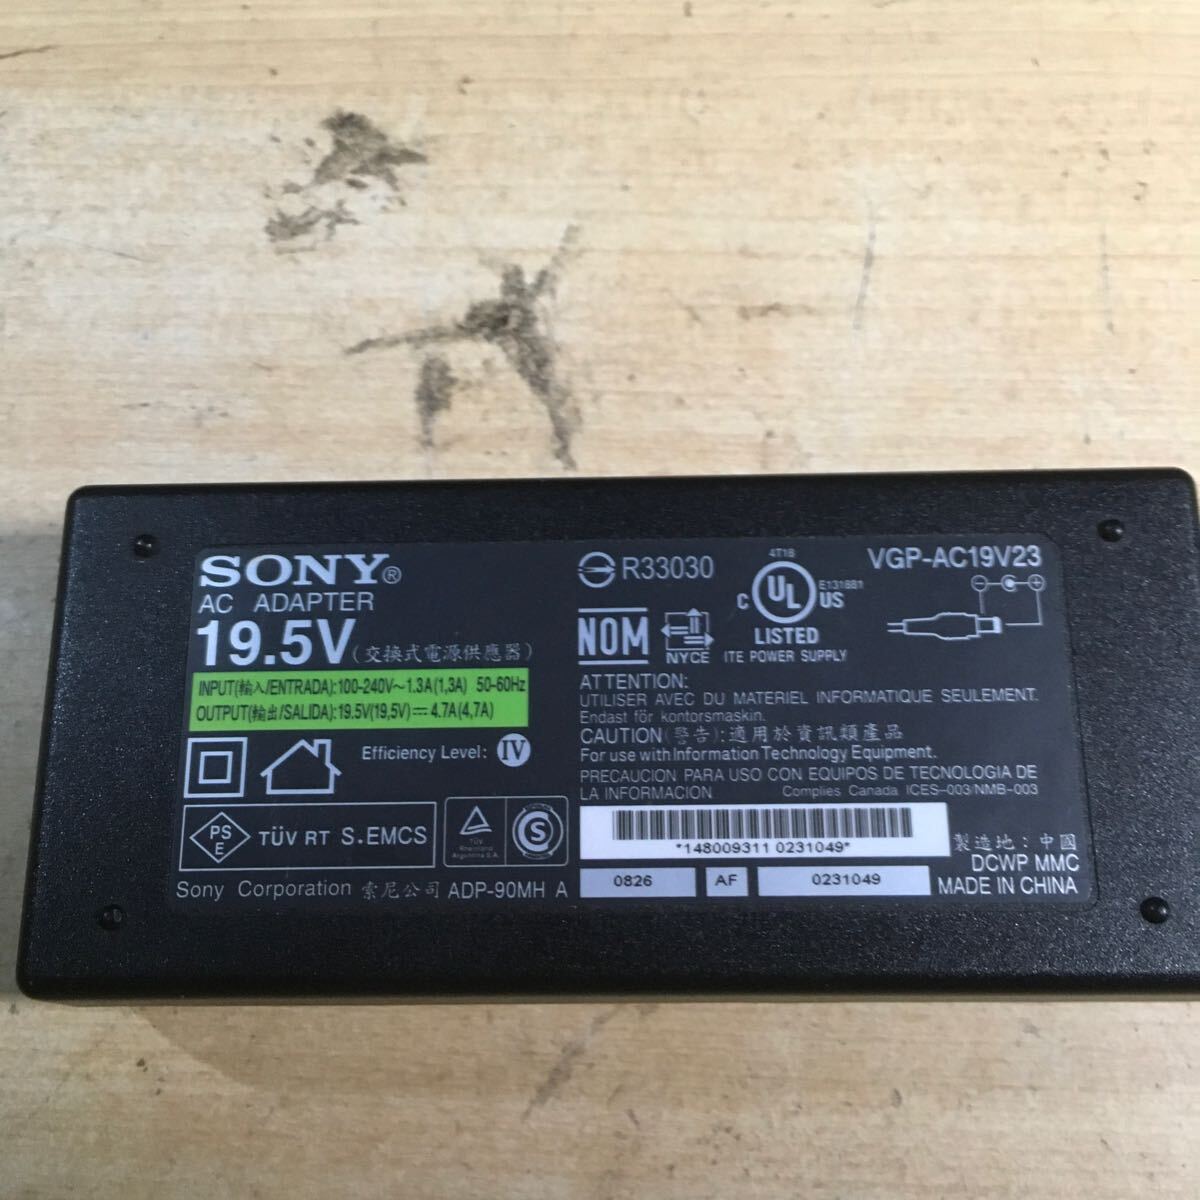 SONY®
AC ADAPTER
19.5V(交換式電源供應器)
INPUT(輸入/ENTRADA):100-240V~1.3A(1,3A) 50-60Hz
OUTPUT(輸出/SALIDA):19.5V(19,5V)⎓4.7A(4,7A)
Efficiency Level: IV
PS
E
TÜV RT S.EMCS
TÜV
Rheinland
Argentina S.A.
S
Sony Corporation 索尼公司 ADP-90MH A
R33030
NOM
NYCE
4T18
C UL US
E131881
LISTED
ITE POWER SUPPLY
VGP-AC19V23
ATTENTION:
UTILISER AVEC DU MATERIEL INFORMATIQUE SEULEMENT.
Endast för kontorsmaskin.
CAUTION(警告):適用於資訊類產品
For use with Information Technology Equipment.
PRECAUCION PARA USO CON EQUIPOS DE TECNOLOGIA DE
LA INFORMACION Complies Canada ICES-003/NMB-003
*148009311 0231049*
0826 AF 0231049
製造地:中國
DCWP MMC
MADE IN CHINA